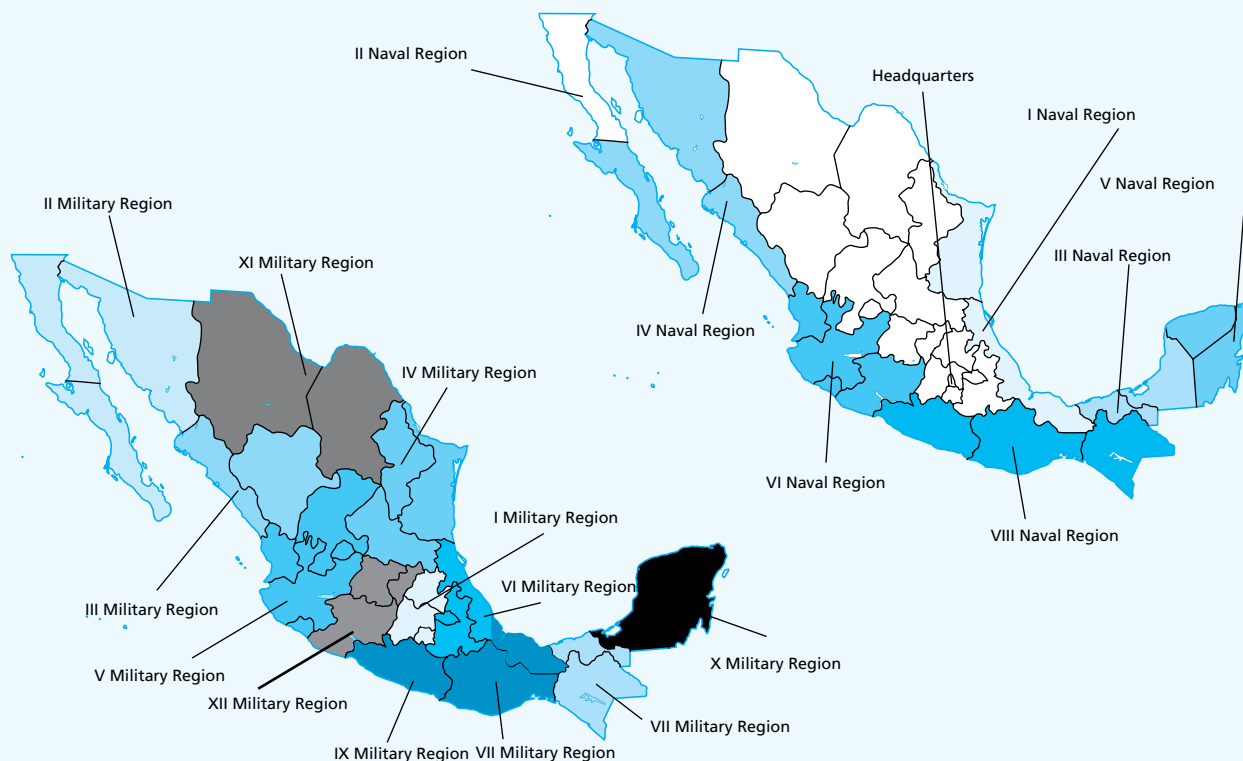 II Naval Region
Headquarters
I Naval Region
V Naval Region
III Naval Region
IV Naval Region
VI Naval Region
VIII Naval Region
II Military Region
XI Military Region
IV Military Region
I Military Region
VI Military Region
III Military Region
V Military Region
XII Military Region
X Military Region
VII Military Region
IX Military Region
VII Military Region